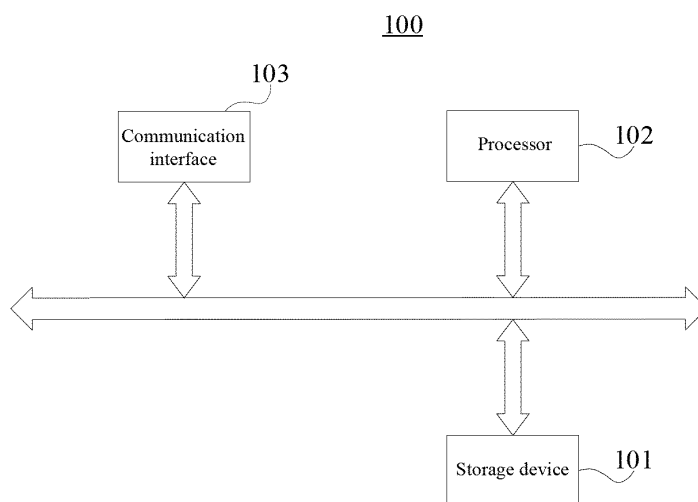 100
103
Communication
interface
Processor
102
Storage device
101